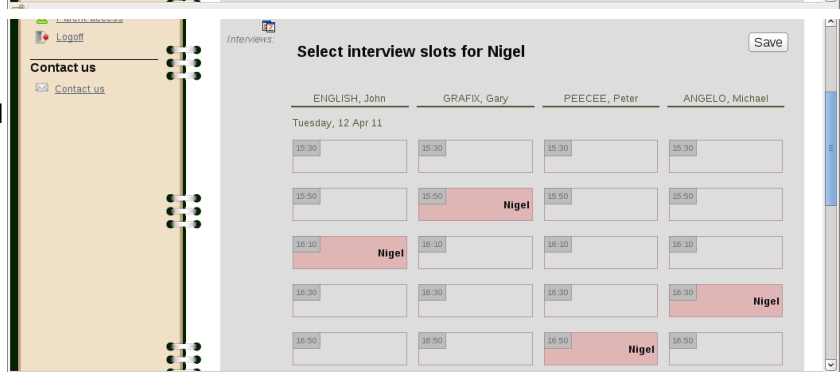 Parent access
Logoff
Contact us
Contact us
Interviews:
Select interview slots for Nigel
Save
ENGLISH, John GRAFIX, Gary PEECEE, Peter ANGELO, Michael
Tuesday, 12 Apr 11
15:30 15:30 15:30 15:30
15:50 15:50 Nigel 15:50 15:50
16:10 Nigel 16:10 16:10 16:10
16:30 16:30 16:30 16:30 Nigel
16:50 16:50 16:50 Nigel 16:50